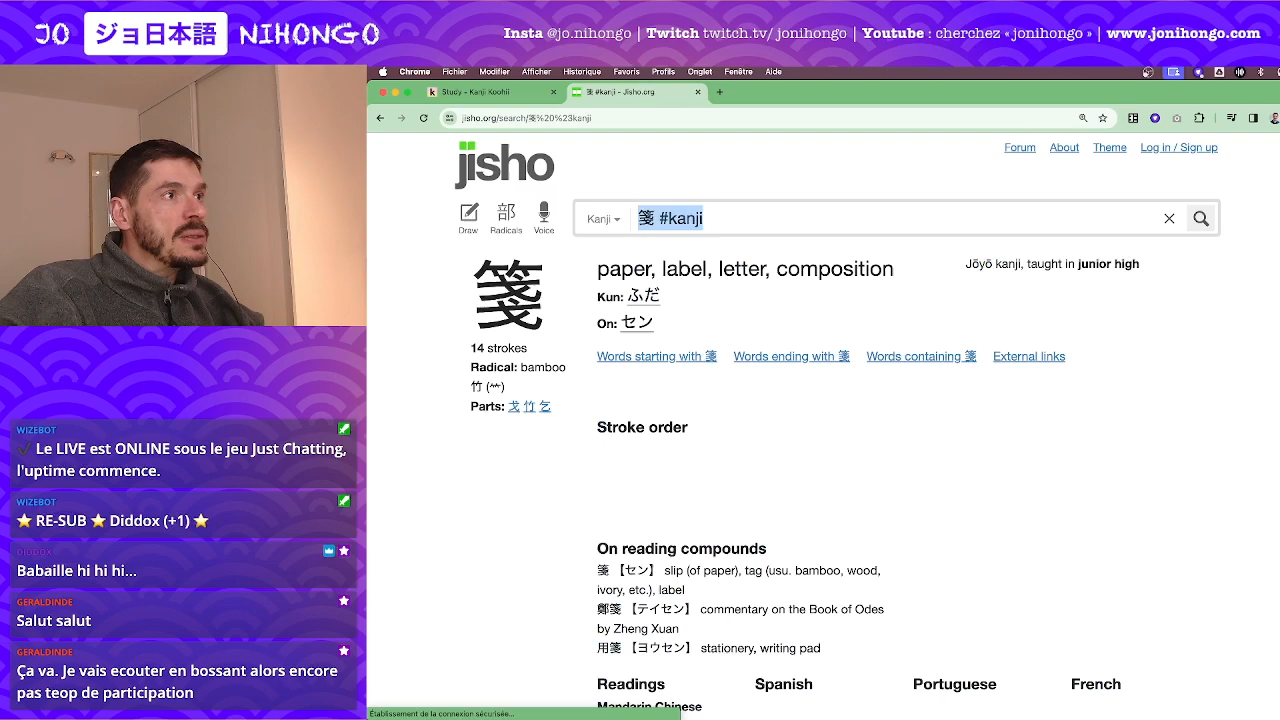 JO ジョ日本語 NIHONGO
Insta @jo.nihongo | Twitch twitch.tv/ jonihongo | Youtube : cherchez « jonihongo » | www.jonihongo.com
Chrome Fichier Modifier Afficher Historique Favoris Profils Onglet Fenêtre Aide
Study - Kanji Koohii
箋 #kanji - Jisho.org
jisho.org/search/箋%20%23kanji
jisho
Forum About Theme Log in / Sign up
Draw
部 Radicals
Voice
Kanji
箋 #kanji
箋
14 strokes
Radical: bamboo
竹 (⺮)
Parts: 戈 竹 乞
paper, label, letter, composition
Kun: ふだ
On: セン
Jōyō kanji, taught in junior high
Words starting with 箋 Words ending with 箋 Words containing 箋 External links
Stroke order
On reading compounds
箋 【セン】 slip (of paper), tag (usu. bamboo, wood,
ivory, etc.), label
鄭箋 【テイセン】 commentary on the Book of Odes
by Zheng Xuan
用箋 【ヨウセン】 stationery, writing pad
Readings Spanish Portuguese French
Mandarin Chinese
Établissement de la connexion sécurisée...
WIZEBOT
Le LIVE est ONLINE sous le jeu Just Chatting,
l'uptime commence.
WIZEBOT
RE-SUB Diddox (+1)
DIDDOX
Babaille hi hi hi...
GERALDINDE
Salut salut
GERALDINDE
Ça va. Je vais ecouter en bossant alors encore
pas teop de participation